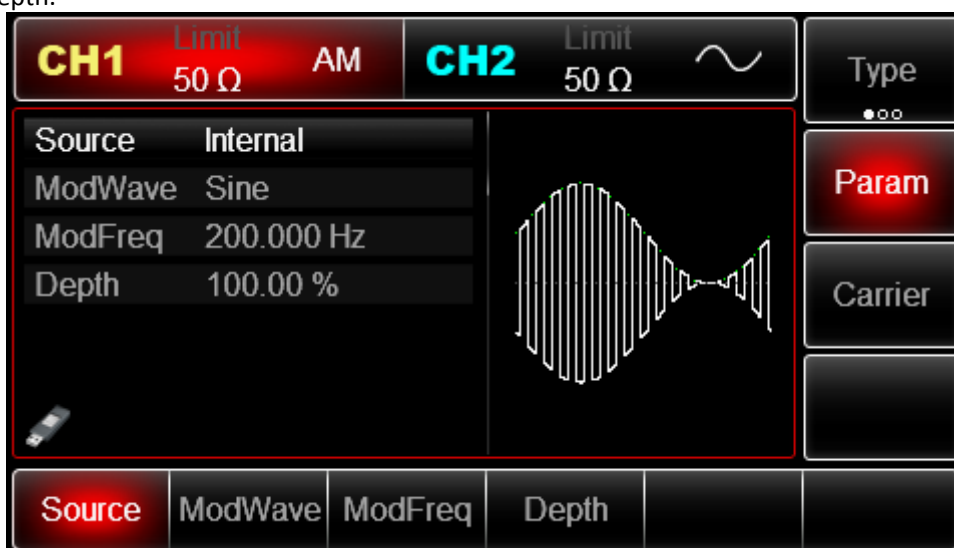 epth.
CH1 Limit 50 Ω AM CH2 Limit 50 Ω
Type
Source Internal
ModWave Sine
ModFreq 200.000 Hz
Depth 100.00 %
Param
Carrier
Source ModWave ModFreq Depth